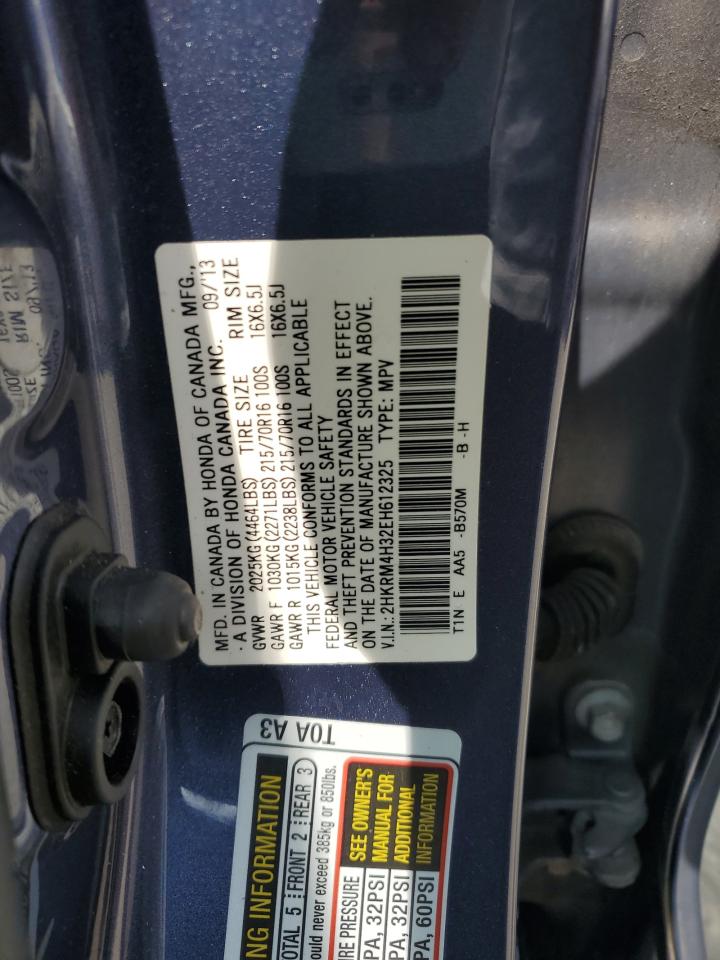 MFD. IN CANADA BY HONDA OF CANADA MFG.,
A DIVISION OF HONDA CANADA INC. 09/'13
GVWR 2025KG(4464LBS) TIRE SIZE RIM SIZE
GAWR F 1030KG(2271LBS) 215/70R16 100S 16X6.5J
GAWR R 1015KG(2238LBS) 215/70R16 100S 16X6.5J
THIS VEHICLE CONFORMS TO ALL APPLICABLE
FEDERAL MOTOR VEHICLE SAFETY
AND THEFT PREVENTION STANDARDS IN EFFECT
ON THE DATE OF MANUFACTURE SHOWN ABOVE.
V.I.N.: 2HKRM4H32EH612325 TYPE: MPV
T1N E AA5 -B570M -B -H
T0A A3
NG INFORMATION
OTAL 5 FRONT 2 REAR 3
ould never exceed 385kg or 850lbs.
IRE PRESSURE
PA, 32PSI
PA, 32PSI
PA, 60PSI
SEE OWNER'S
MANUAL FOR
ADDITIONAL
INFORMATION